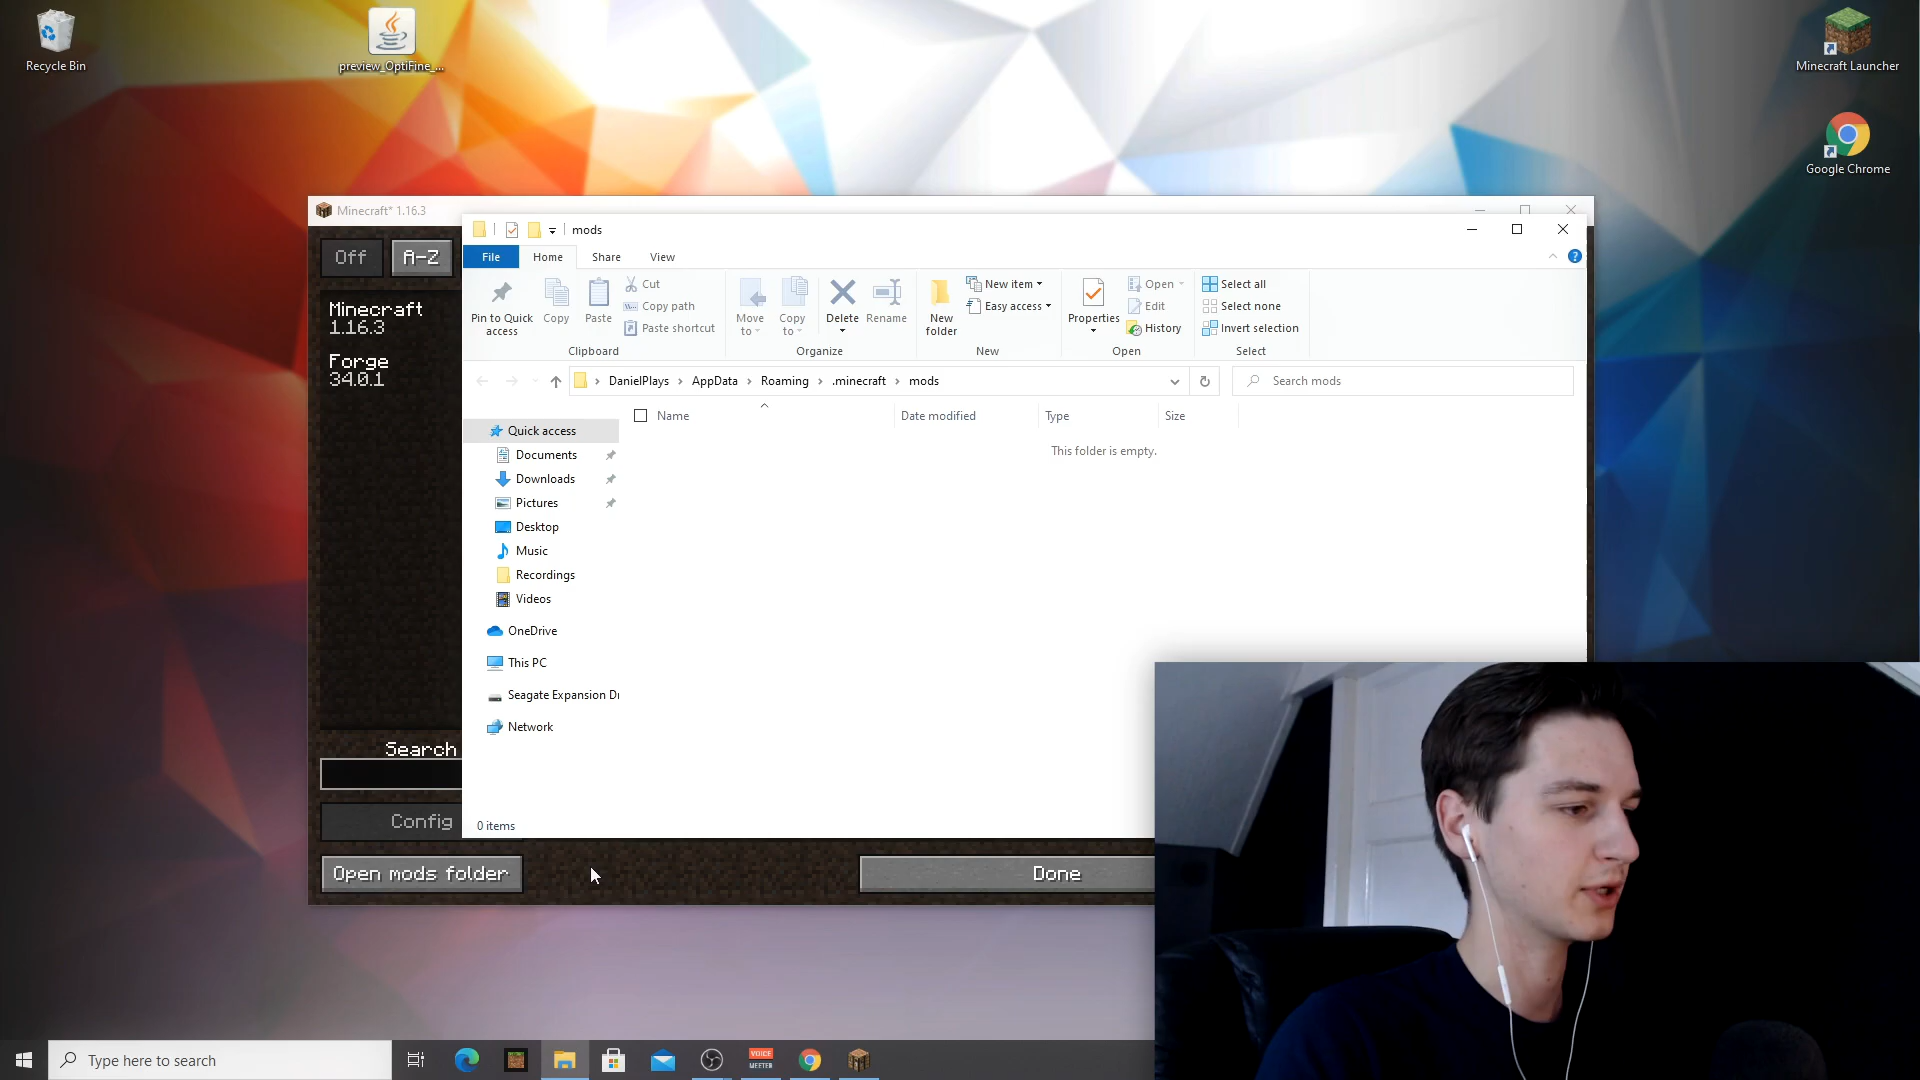 Recycle Bin
preview_OptiFine_...
Minecraft Launcher
Google Chrome
Minecraft* 1.16.3
Off
A-Z
Minecraft
1.16.3
Forge
34.0.1
Search
Config
Open mods folder
Done
mods
File
Home
Share
View
Pin to Quick access
Copy
Paste
Cut
Copy path
Paste shortcut
Clipboard
Move to
Copy to
Delete
Rename
Organize
New folder
New item
Easy access
New
Properties
Open
Edit
History
Open
Select all
Select none
Invert selection
Select
DanielPlays > AppData > Roaming > .minecraft > mods
Search mods
Name
Date modified
Type
Size
This folder is empty.
Quick access
Documents
Downloads
Pictures
Desktop
Music
Recordings
Videos
OneDrive
This PC
Seagate Expansion Dr
Network
0 items
Type here to search
VOICE
MEETER